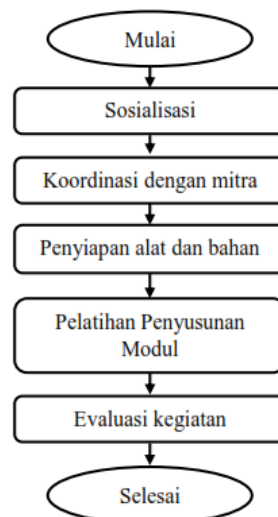 Mulai
Sosialisasi
Koordinasi dengan mitra
Penyiapan alat dan bahan
Pelatihan Penyusunan
Modul
Evaluasi kegiatan
Selesai